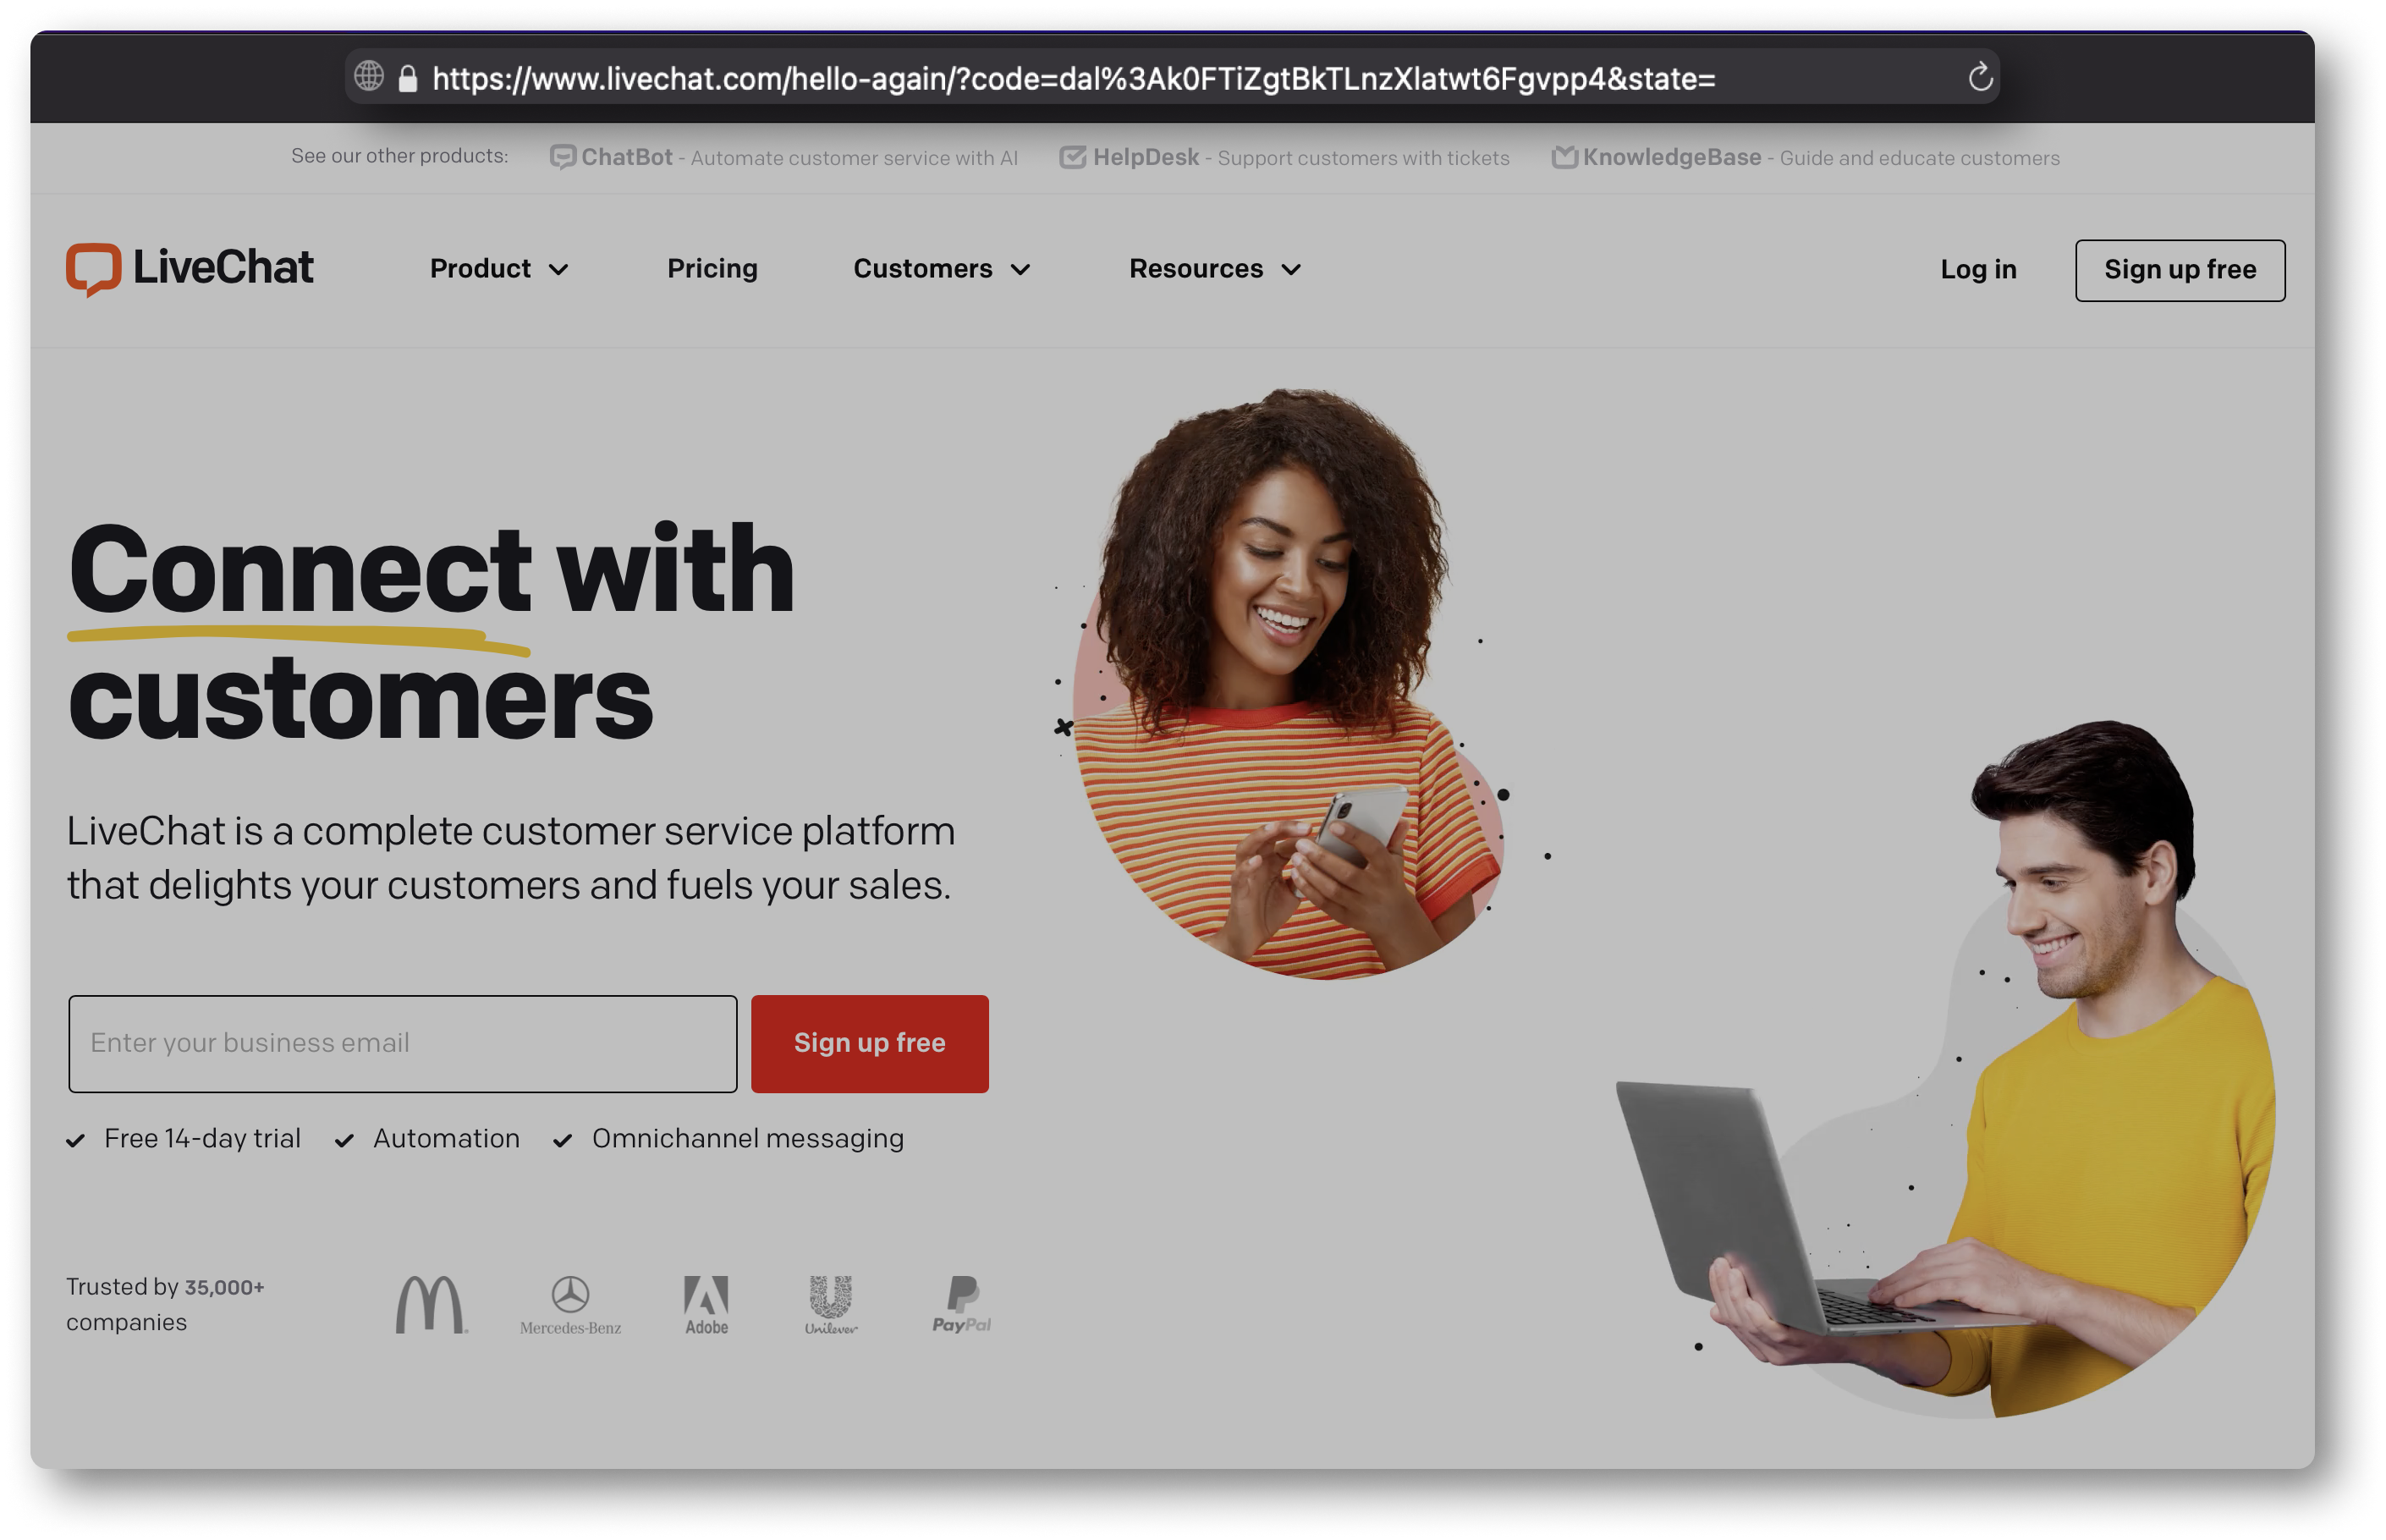 https://www.livechat.com/hello-again/?code=dal%3Ak0FTiZgtBkTLnzXlatwt6Fgvpp4&state=
See our other products: ChatBot - Automate customer service with AI HelpDesk - Support customers with tickets KnowledgeBase - Guide and educate customers
LiveChat Product Pricing Customers Resources Log in Sign up free
Connect with
customers
LiveChat is a complete customer service platform
that delights your customers and fuels your sales.
Enter your business email Sign up free
Free 14-day trial Automation Omnichannel messaging
Trusted by 35,000+
companies
Mercedes-Benz Adobe Unilever PayPal